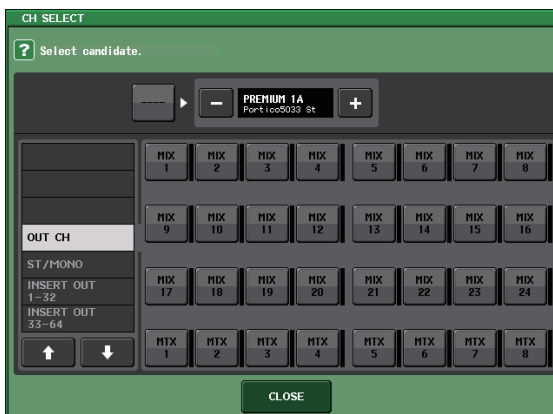 CH SELECT
? Select candidate.
----
− PREMIUM 1A +
Portico5033 St
MIX 1 MIX 2 MIX 3 MIX 4 MIX 5 MIX 6 MIX 7 MIX 8
MIX 9 MIX 10 MIX 11 MIX 12 MIX 13 MIX 14 MIX 15 MIX 16
OUT CH
ST/MONO
INSERT OUT
1-32
INSERT OUT
33-64
MIX 17 MIX 18 MIX 19 MIX 20 MIX 21 MIX 22 MIX 23 MIX 24
MTX 1 MTX 2 MTX 3 MTX 4 MTX 5 MTX 6 MTX 7 MTX 8
CLOSE